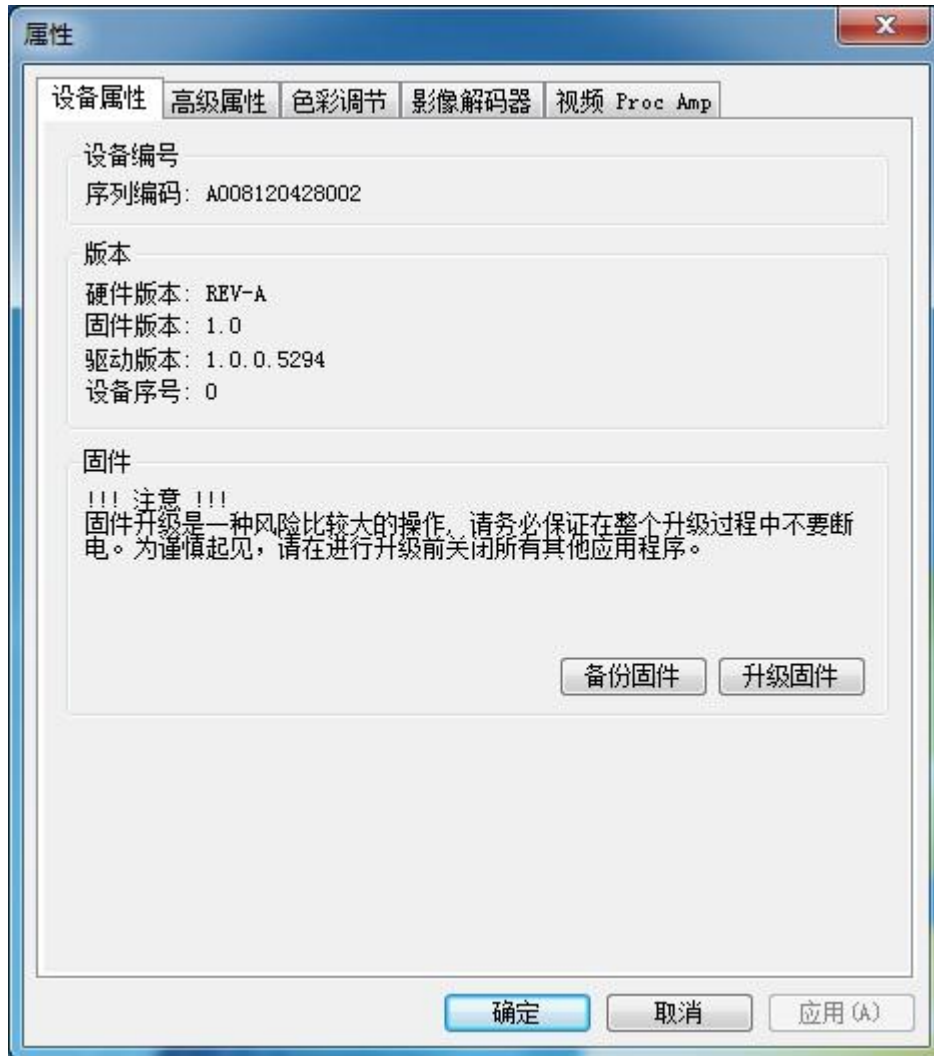 属性
设备属性 高级属性 色彩调节 影像解码器 视频 Proc Amp
设备编号
序列编码: A008120428002
版本
硬件版本: REV-A
固件版本: 1.0
驱动版本: 1.0.0.5294
设备序号: 0
固件
!!! 注意 !!!
固件升级是一种风险比较大的操作, 请务必保证在整个升级过程中不要断
电。为谨慎起见，请在进行升级前关闭所有其他应用程序。
备份固件 升级固件
确定 取消 应用(A)